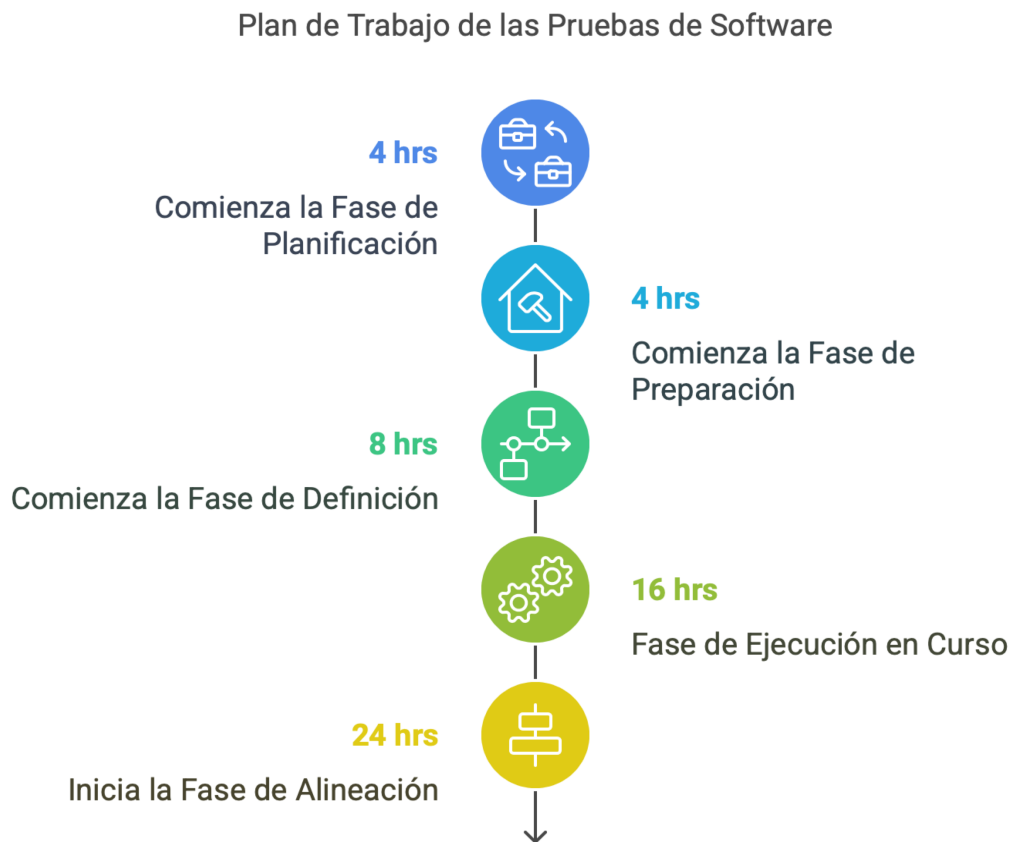 Plan de Trabajo de las Pruebas de Software
4 hrs
Comienza la Fase de
Planificación
4 hrs
Comienza la Fase de
Preparación
8 hrs
Comienza la Fase de Definición
16 hrs
Fase de Ejecución en Curso
24 hrs
Inicia la Fase de Alineación